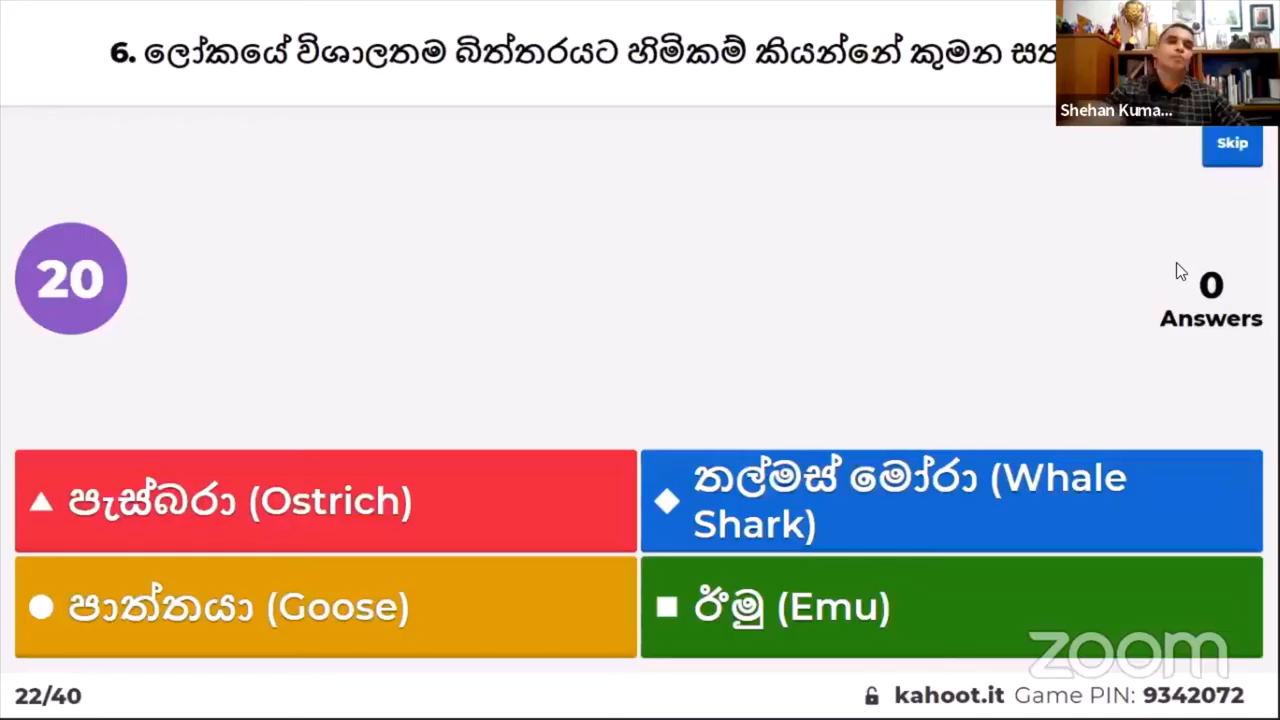 6. ලෝකයේ විශාලතම බිත්තරයට හිමිකම් කියන්නේ කුමන
Shehan Kuma...
Skip
20
0
Answers
පැස්බරා (Ostrich)
තල්මස් මෝරා (Whale
Shark)
පාත්තයා (Goose)
ඊමු (Emu)
zoom
22/40
kahoot.it Game PIN: 9342072